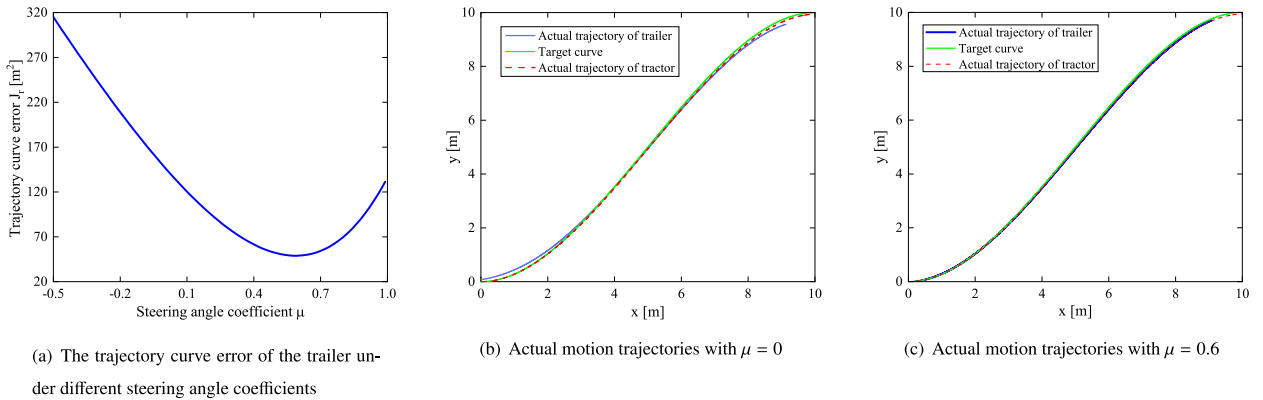 320
270
220
170
120
70
20
-0.5
-0.2
0.1
0.4
0.7
1.0
Trajectory curve error Jr [m²]
Steering angle coefficient μ
(a) The trajectory curve error of the trailer un-
der different steering angle coefficients
10
8
6
4
2
0
0
2
4
6
8
10
y [m]
x [m]
Actual trajectory of trailer
Target curve
Actual trajectory of tractor
(b) Actual motion trajectories with μ = 0
10
8
6
4
2
0
0
2
4
6
8
10
y [m]
x [m]
Actual trajectory of trailer
Target curve
Actual trajectory of tractor
(c) Actual motion trajectories with μ = 0.6